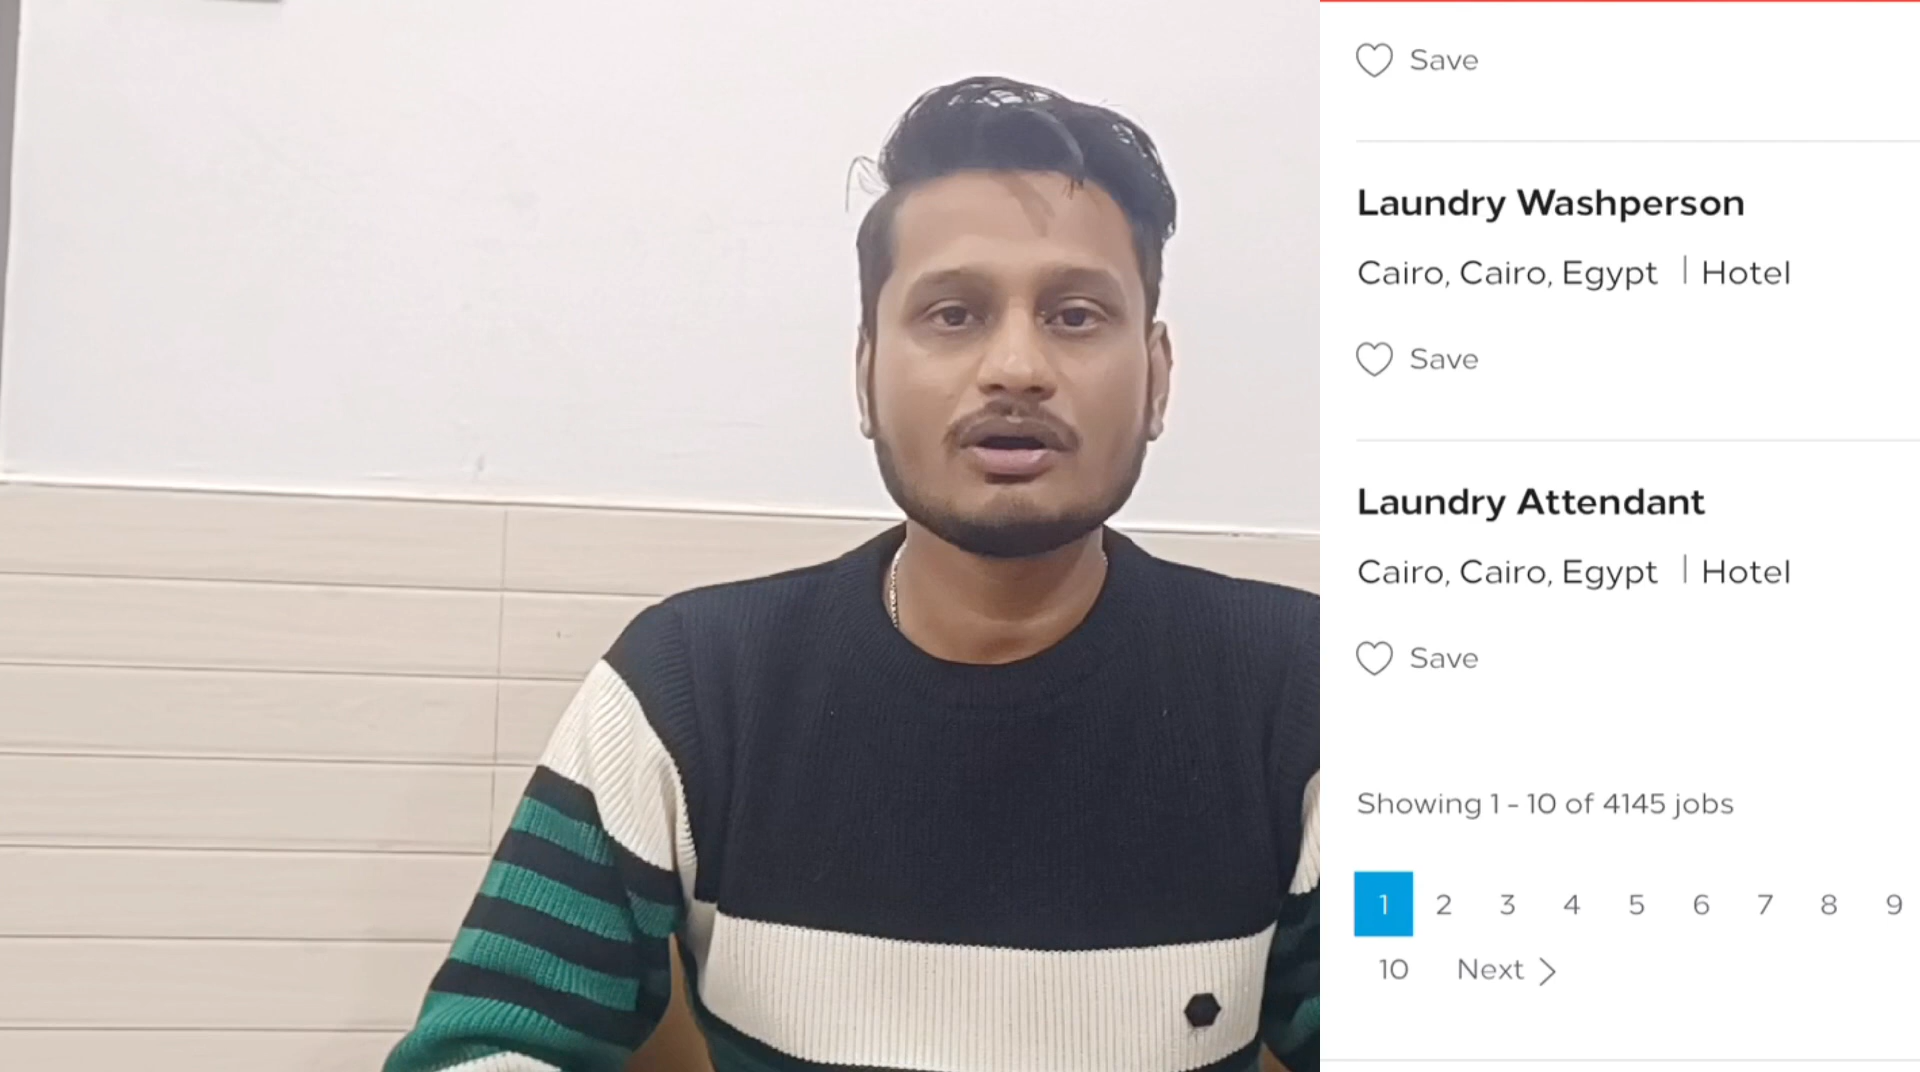 Save
Laundry Washperson
Cairo, Cairo, Egypt | Hotel
Save
Laundry Attendant
Cairo, Cairo, Egypt | Hotel
Save
Showing 1 - 10 of 4145 jobs
1 2 3 4 5 6 7 8 9
10 Next >